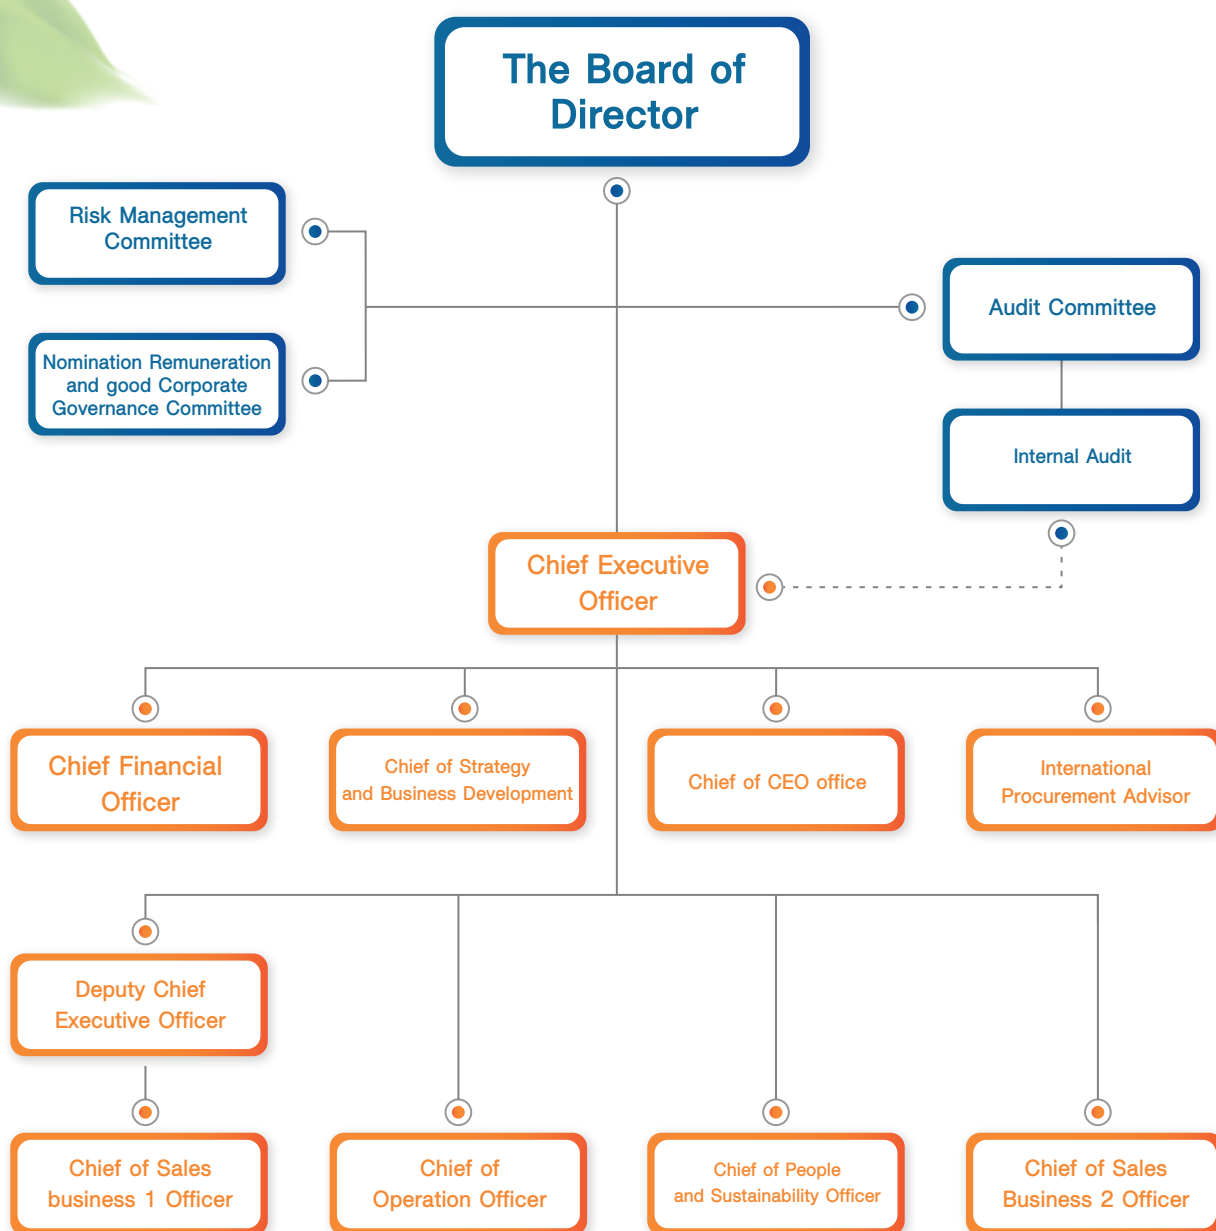 The Board of
Director
Risk Management
Committee
Audit Committee
Nomination Remuneration
and good Corporate
Governance Committee
Internal Audit
Chief Executive
Officer
Chief Financial
Officer
Chief of Strategy
and Business Development
Chief of CEO office
International
Procurement Advisor
Deputy Chief
Executive Officer
Chief of Sales
business 1 Officer
Chief of
Operation Officer
Chief of People
and Sustainability Officer
Chief of Sales
Business 2 Officer